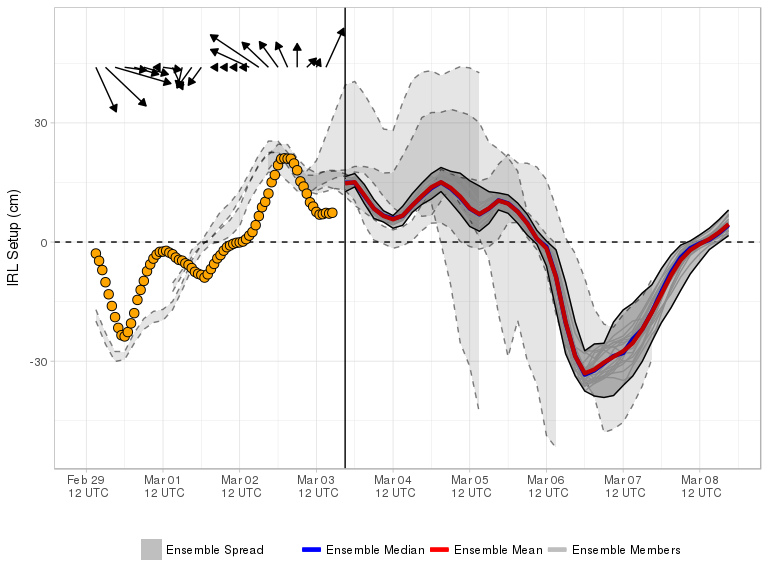 IRL Setup (cm)
30
0
-30
Feb 29 Mar 01 Mar 02 Mar 03 Mar 04 Mar 05 Mar 06 Mar 07 Mar 08
12 UTC 12 UTC 12 UTC 12 UTC 12 UTC 12 UTC 12 UTC 12 UTC 12 UTC
Ensemble Spread Ensemble Median Ensemble Mean Ensemble Members